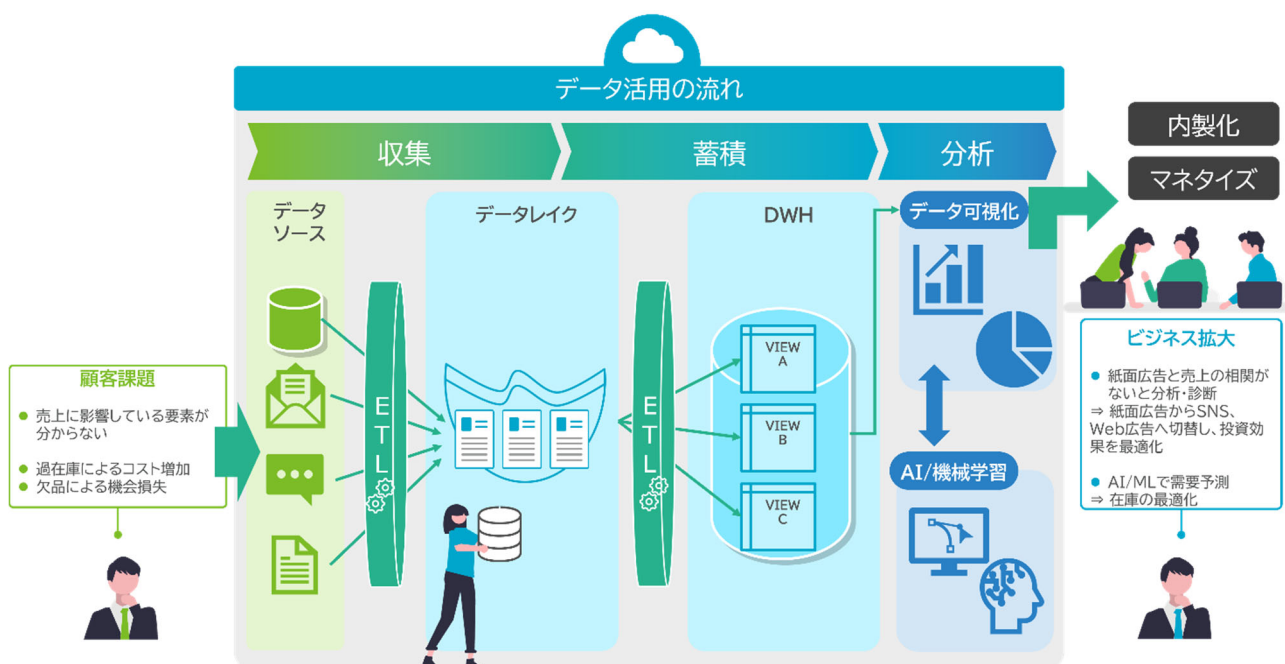 データ活用の流れ
収集
蓄積
分析
内製化
マネタイズ
データ
ソース
データレイク
DWH
データ可視化
ETL
ETL
VIEW
A
VIEW
B
VIEW
C
AI/機械学習
顧客課題
● 売上に影響している要素が
分からない
● 過在庫によるコスト増加
● 欠品による機会損失
ビジネス拡大
● 紙面広告と売上の相関が
ないと分析・診断
⇒ 紙面広告からSNS、
Web広告へ切替し、投資効
果を最適化
● AI/MLで需要予測
⇒ 在庫の最適化